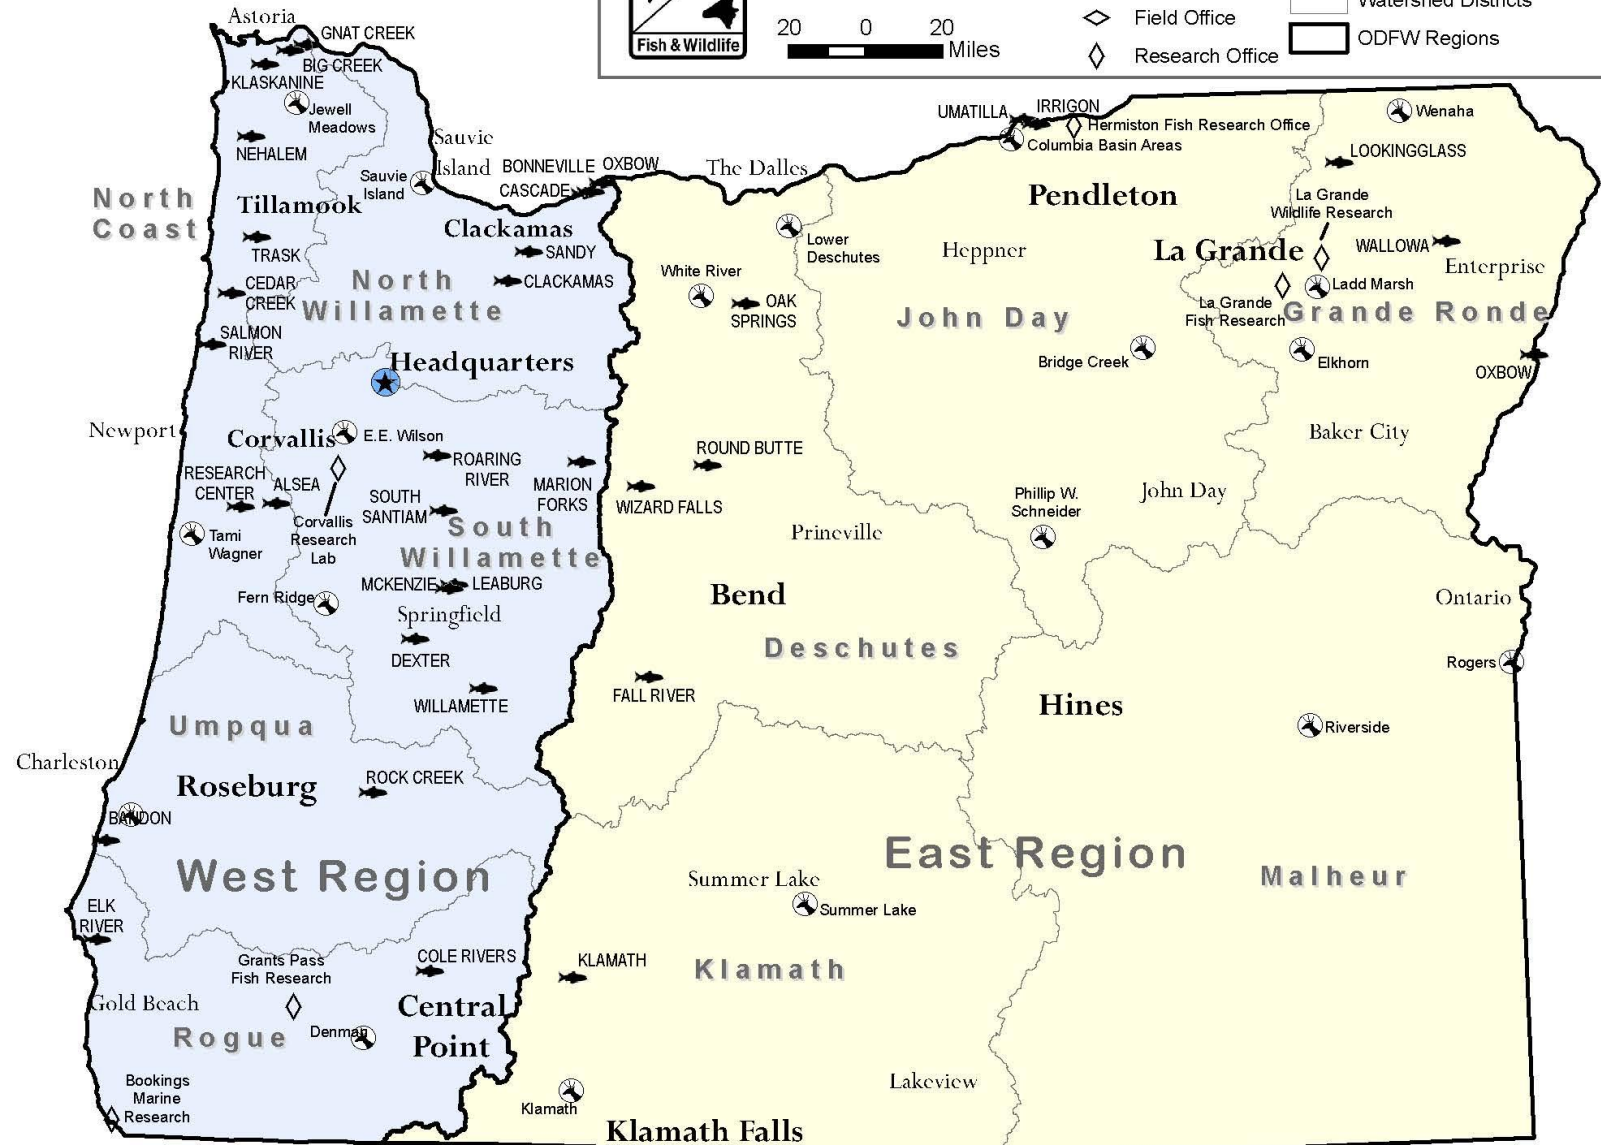 Astoria
GNAT CREEK
BIG CREEK
KLASKANINE
Jewell
Meadows
NEHALEM
Sauvie
Island
Sauvie
Island
North
Coast
Tillamook
TRASK
CEDAR
CREEK
SALMON
RIVER
BONNEVILLE
OXBOW
CASCADE
Clackamas
SANDY
CLACKAMAS
North
Willamette
Headquarters
Fish & Wildlife
20 0 20
Miles
Field Office
Research Office
Watershed Districts
ODFW Regions
The Dalles
Lower
Deschutes
White River
OAK
SPRINGS
UMATILLA
IRRIGON
Hermiston Fish Research Office
Columbia Basin Areas
Pendleton
Heppner
John Day
Bridge Creek
Wenaha
LOOKINGGLASS
La Grande
Wildlife Research
La Grande
WALLOWA
Enterprise
Ladd Marsh
La Grande
Fish Research
Grande Ronde
Elkhorn
OXBOW
Baker City
Newport
Corvallis
E.E. Wilson
RESEARCH
CENTER
ALSEA
Corvallis
Research
Lab
Tami
Wagner
ROARING
RIVER
MARION
FORKS
SOUTH
SANTIAM
South
Willamette
MCKENZIE
LEABURG
Fern Ridge
Springfield
DEXTER
WILLAMETTE
ROUND BUTTE
WIZARD FALLS
Prineville
Bend
Deschutes
FALL RIVER
Phillip W.
Schneider
John Day
Hines
Ontario
Rogers
Riverside
Umpqua
Charleston
Roseburg
ROCK CREEK
BANDON
West Region
East Region
Malheur
ELK
RIVER
Grants Pass
Fish Research
COLE RIVERS
Gold Beach
Rogue
Denman
Central
Point
Bookings
Marine
Research
Summer Lake
Summer Lake
KLAMATH
Klamath
Klamath
Klamath Falls
Lakeview